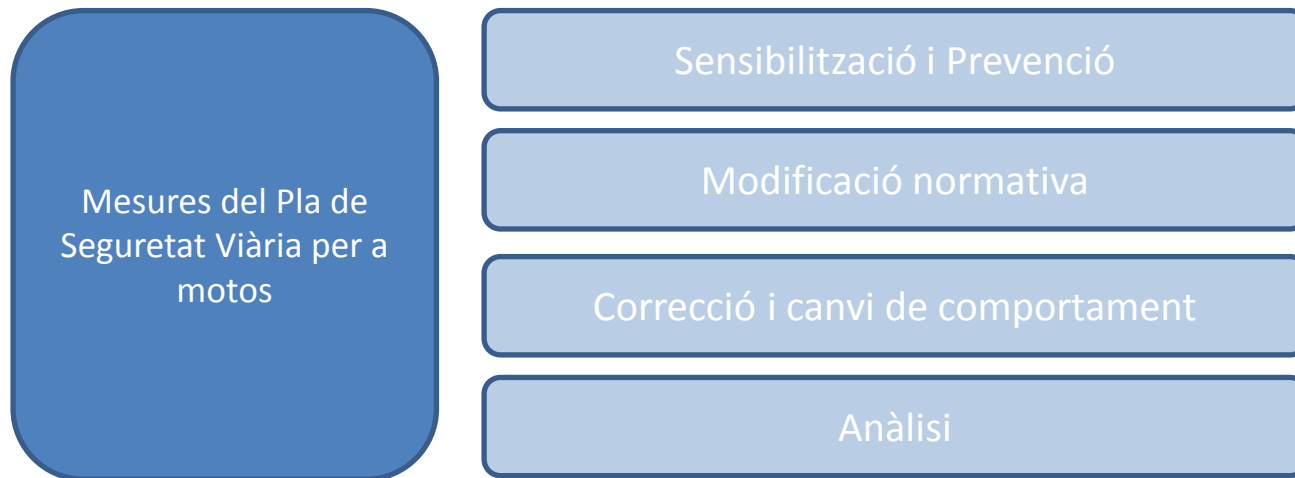 Mesures del Pla de
Seguretat Viària per a
motos
Sensibilització i Prevenció
Modificació normativa
Correcció i canvi de comportament
Anàlisi